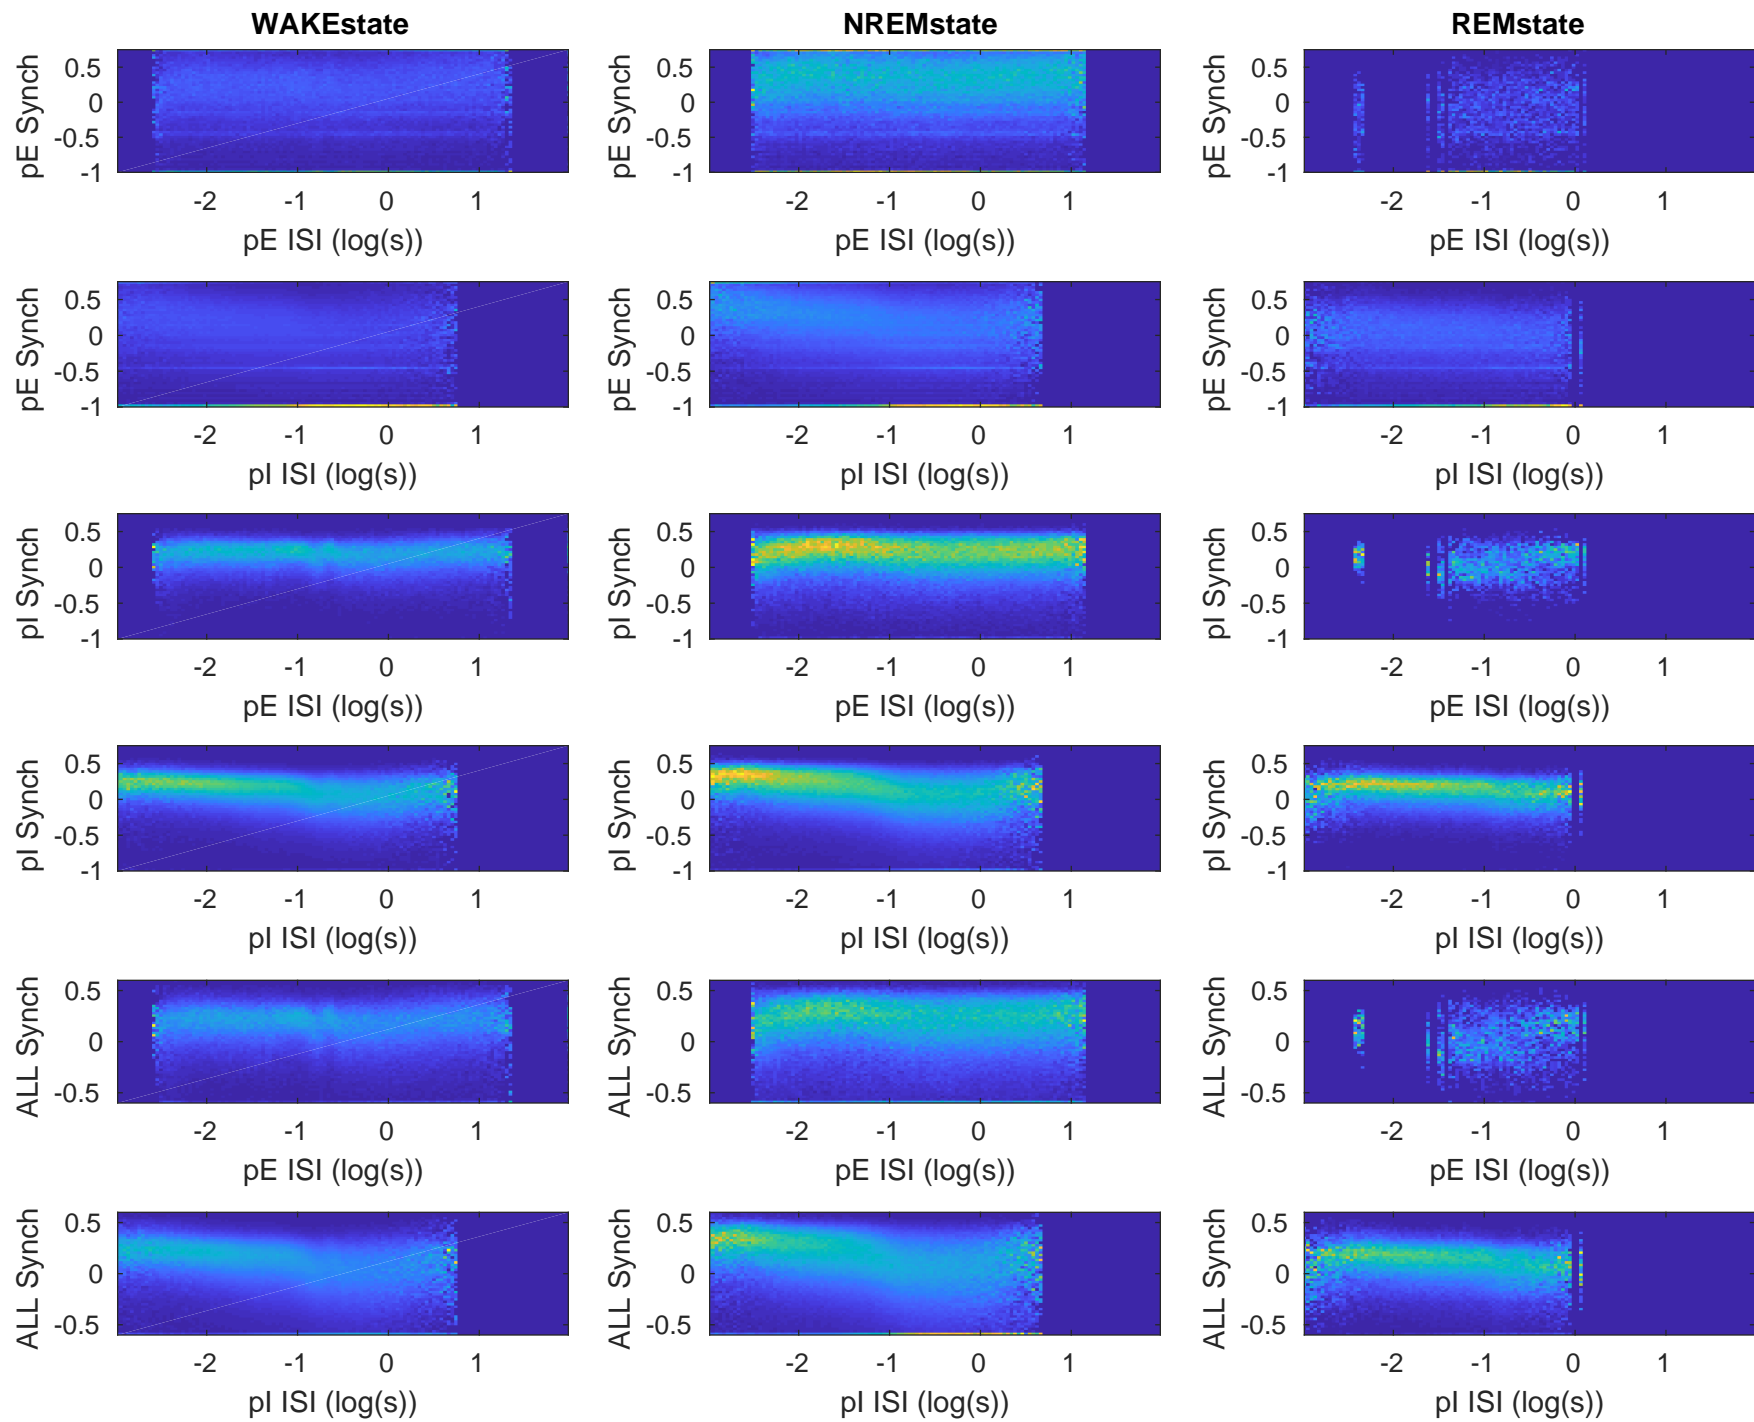 WAKEstate NREMstate REMstate
pE Synch 0.5 0 -0.5 -1 pE Synch 0.5 0 -0.5 -1 pE Synch 0.5 0 -0.5 -1
-2 -1 0 1 -2 -1 0 1 -2 -1 0 1
pE ISI (log(s)) pE ISI (log(s)) pE ISI (log(s))
pE Synch 0.5 0 -0.5 -1 pE Synch 0.5 0 -0.5 -1 pE Synch 0.5 0 -0.5 -1
-2 -1 0 1 -2 -1 0 1 -2 -1 0 1
pI ISI (log(s)) pI ISI (log(s)) pI ISI (log(s))
pI Synch 0.5 0 -0.5 -1 pI Synch 0.5 0 -0.5 -1 pI Synch 0.5 0 -0.5 -1
-2 -1 0 1 -2 -1 0 1 -2 -1 0 1
pE ISI (log(s)) pE ISI (log(s)) pE ISI (log(s))
pI Synch 0.5 0 -0.5 -1 pI Synch 0.5 0 -0.5 -1 pI Synch 0.5 0 -0.5 -1
-2 -1 0 1 -2 -1 0 1 -2 -1 0 1
pI ISI (log(s)) pI ISI (log(s)) pI ISI (log(s))
ALL Synch 0.5 0 -0.5 ALL Synch 0.5 0 -0.5 ALL Synch 0.5 0 -0.5
-2 -1 0 1 -2 -1 0 1 -2 -1 0 1
pE ISI (log(s)) pE ISI (log(s)) pE ISI (log(s))
ALL Synch 0.5 0 -0.5 ALL Synch 0.5 0 -0.5 ALL Synch 0.5 0 -0.5
-2 -1 0 1 -2 -1 0 1 -2 -1 0 1
pI ISI (log(s)) pI ISI (log(s)) pI ISI (log(s))